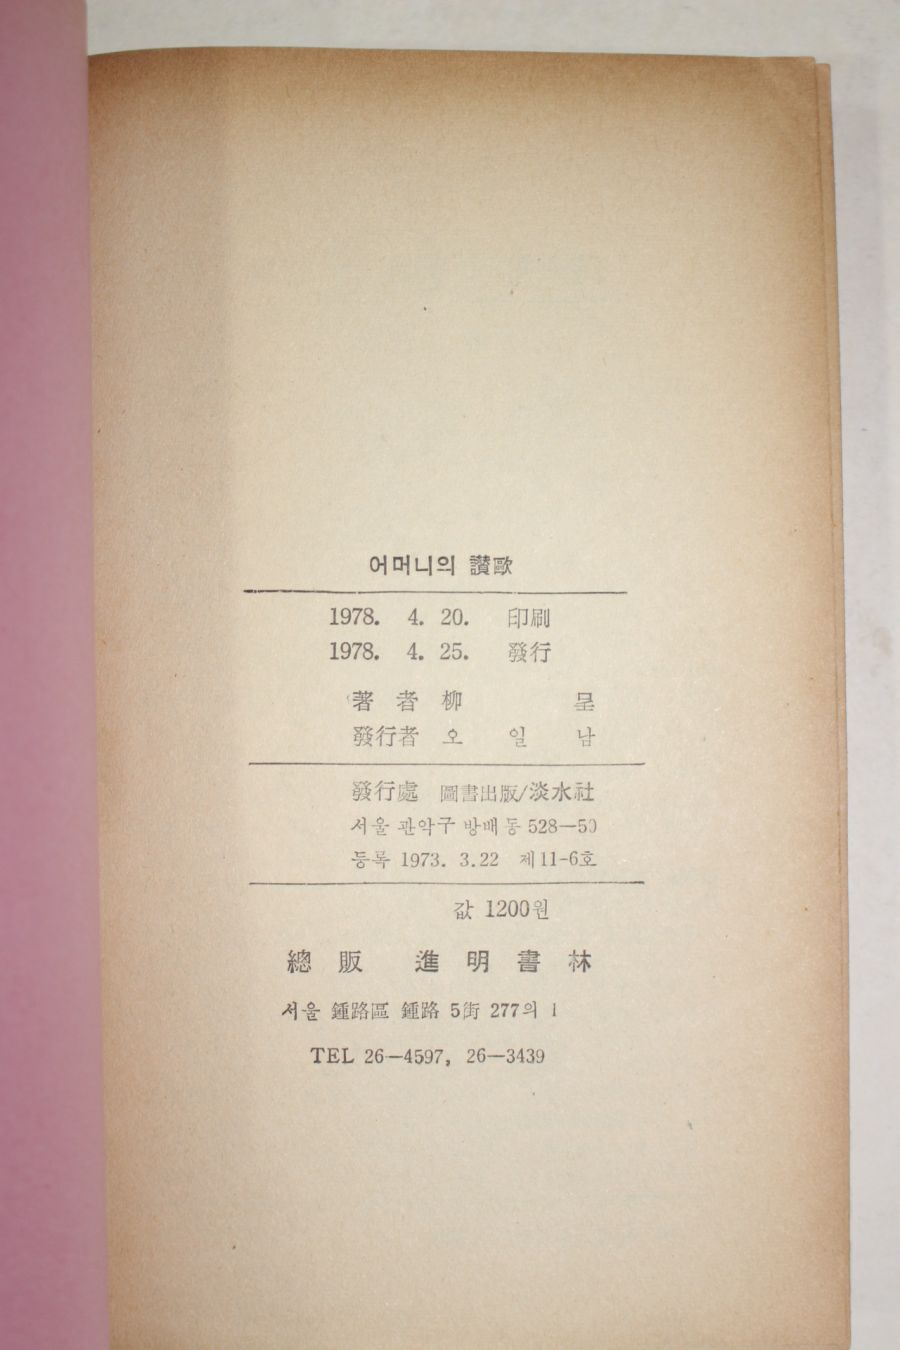 어머니의 讃歌
1978. 4. 20. 印刷
1978. 4. 25. 發行
著者 柳 呈
發行者 오 일 남
發行處 圖書出版/淡水社
서울 관악구 방배동 528—50
등록 1973. 3. 22 제11-6호
값 1200원
總販 進明書林
서울 鍾路區 鍾路 5街 277의 1
TEL 26—4597, 26—3439